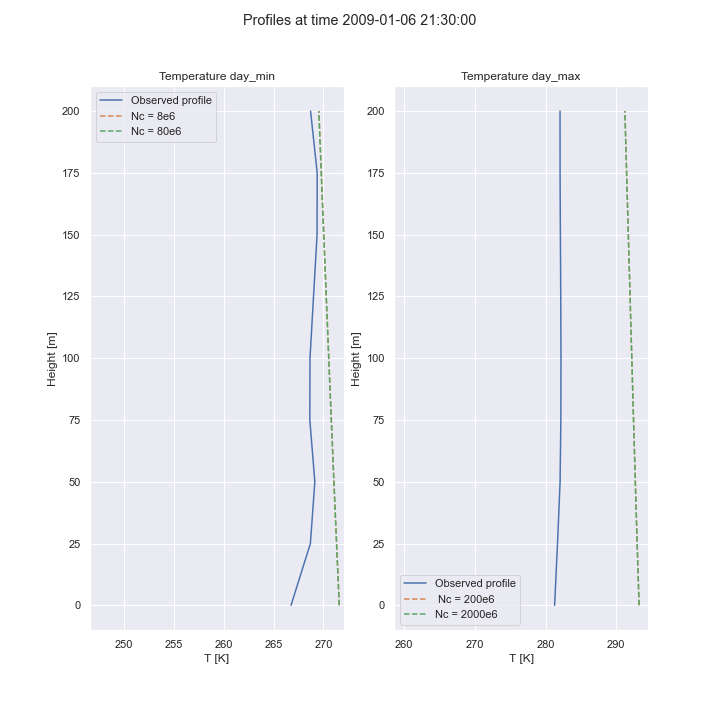 Profiles at time 2009-01-06 21:30:00
Temperature day_min
Observed profile
Nc = 8e6
Nc = 80e6
200
175
150
125
100
75
50
25
0
Height [m]
250
255
260
265
270
T [K]
Temperature day_max
200
175
150
125
100
75
50
25
0
Height [m]
Observed profile
Nc = 200e6
Nc = 2000e6
260
270
280
290
T [K]